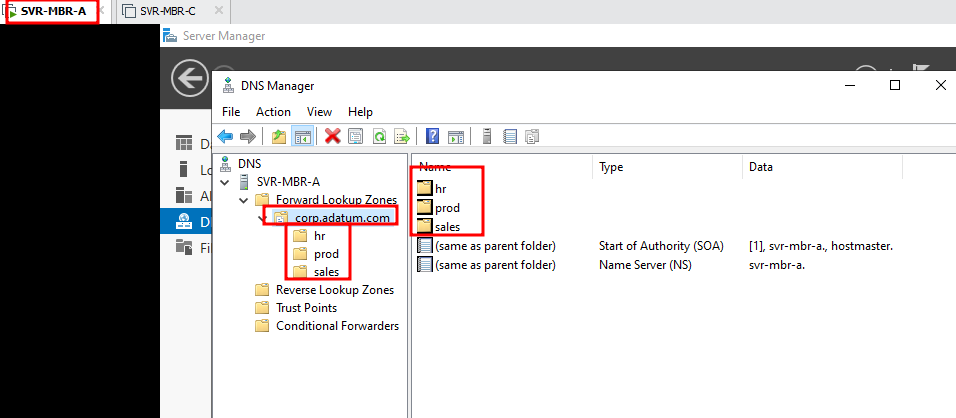 SVR-MBR-A SVR-MBR-C
Server Manager
DNS Manager
File Action View Help
DNS
SVR-MBR-A
Forward Lookup Zones
corp.adatum.com
hr
prod
sales
Reverse Lookup Zones
Trust Points
Conditional Forwarders
Name Type Data
hr
prod
sales
(same as parent folder) Start of Authority (SOA) [1], svr-mbr-a., hostmaster.
(same as parent folder) Name Server (NS) svr-mbr-a.